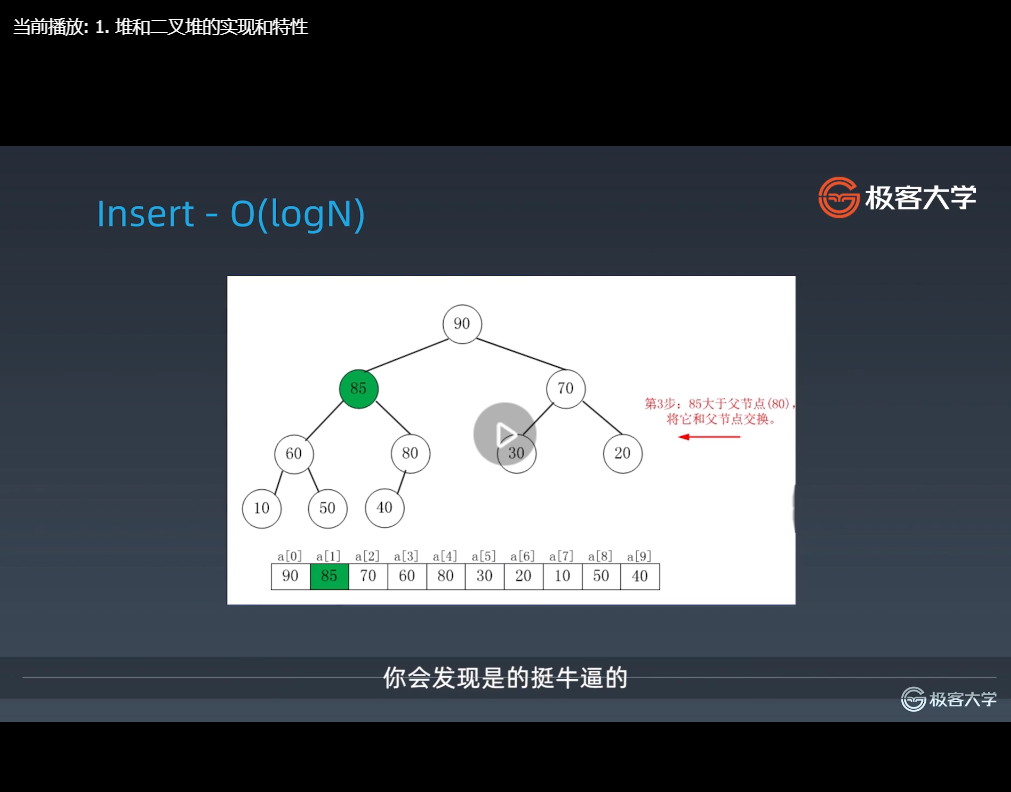 当前播放: 1. 堆和二叉堆的实现和特性
极客大学
Insert - O(logN)
90
85
70
第3步: 85大于父节点(80),
将它和父节点交换。
60
80
30
20
10
50
40
a[0] a[1] a[2] a[3] a[4] a[5] a[6] a[7] a[8] a[9]
90 85 70 60 80 30 20 10 50 40
你会发现是的挺牛逼的
极客大学